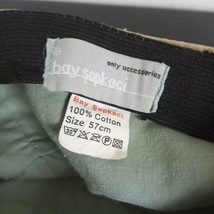 only accessories
bay şapkacı
Bay Şapkacı
100% Cotton
Size: 57cm